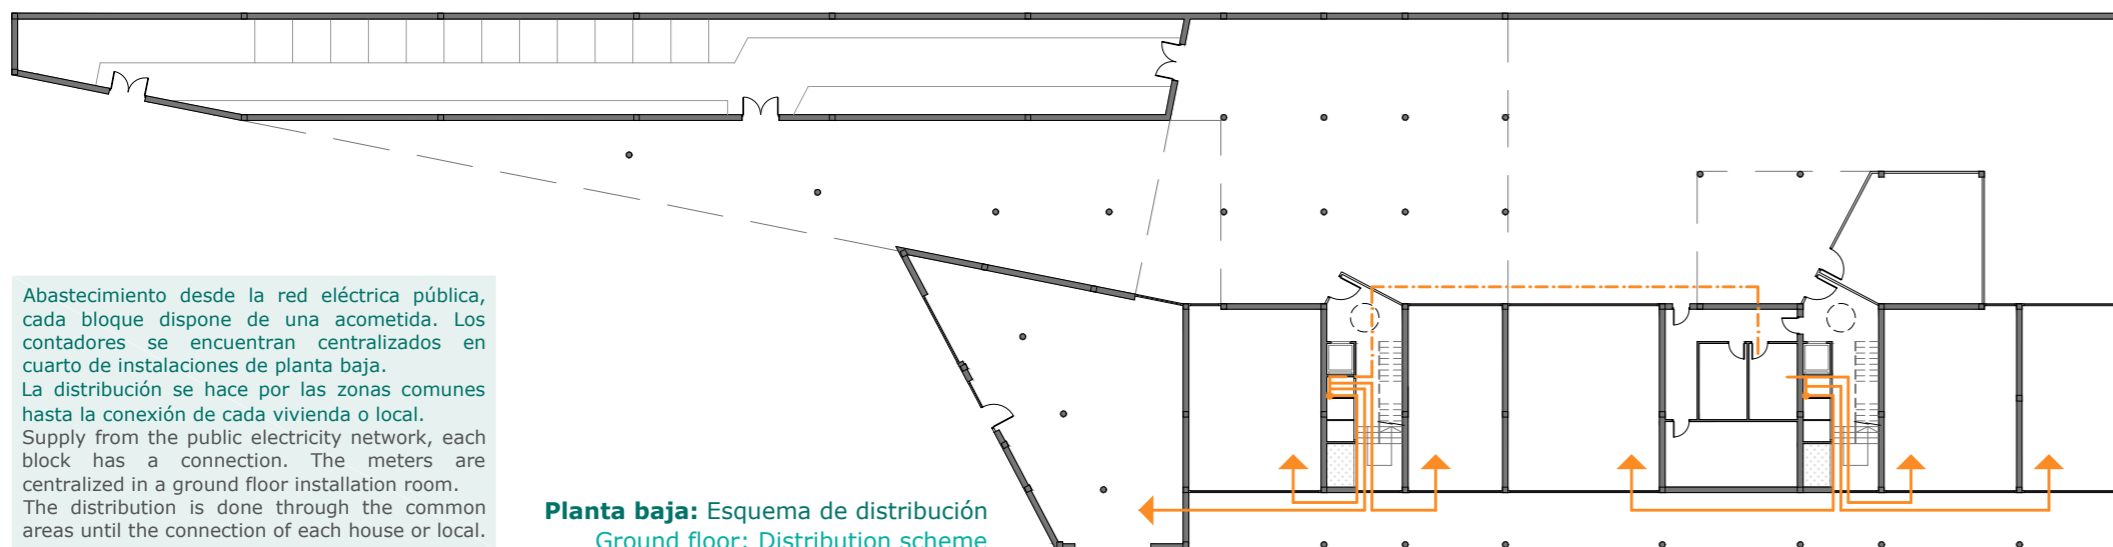 Abastecimiento desde la red eléctrica pública,
cada bloque dispone de una acometida. Los
contadores se encuentran centralizados en
cuarto de instalaciones de planta baja.
La distribución se hace por las zonas comunes
hasta la conexión de cada vivienda o local.
Supply from the public electricity network, each
block has a connection. The meters are
centralized in a ground floor installation room.
The distribution is done through the common
areas until the connection of each house or local.
Planta baja: Esquema de distribución
Ground floor: Distribution scheme